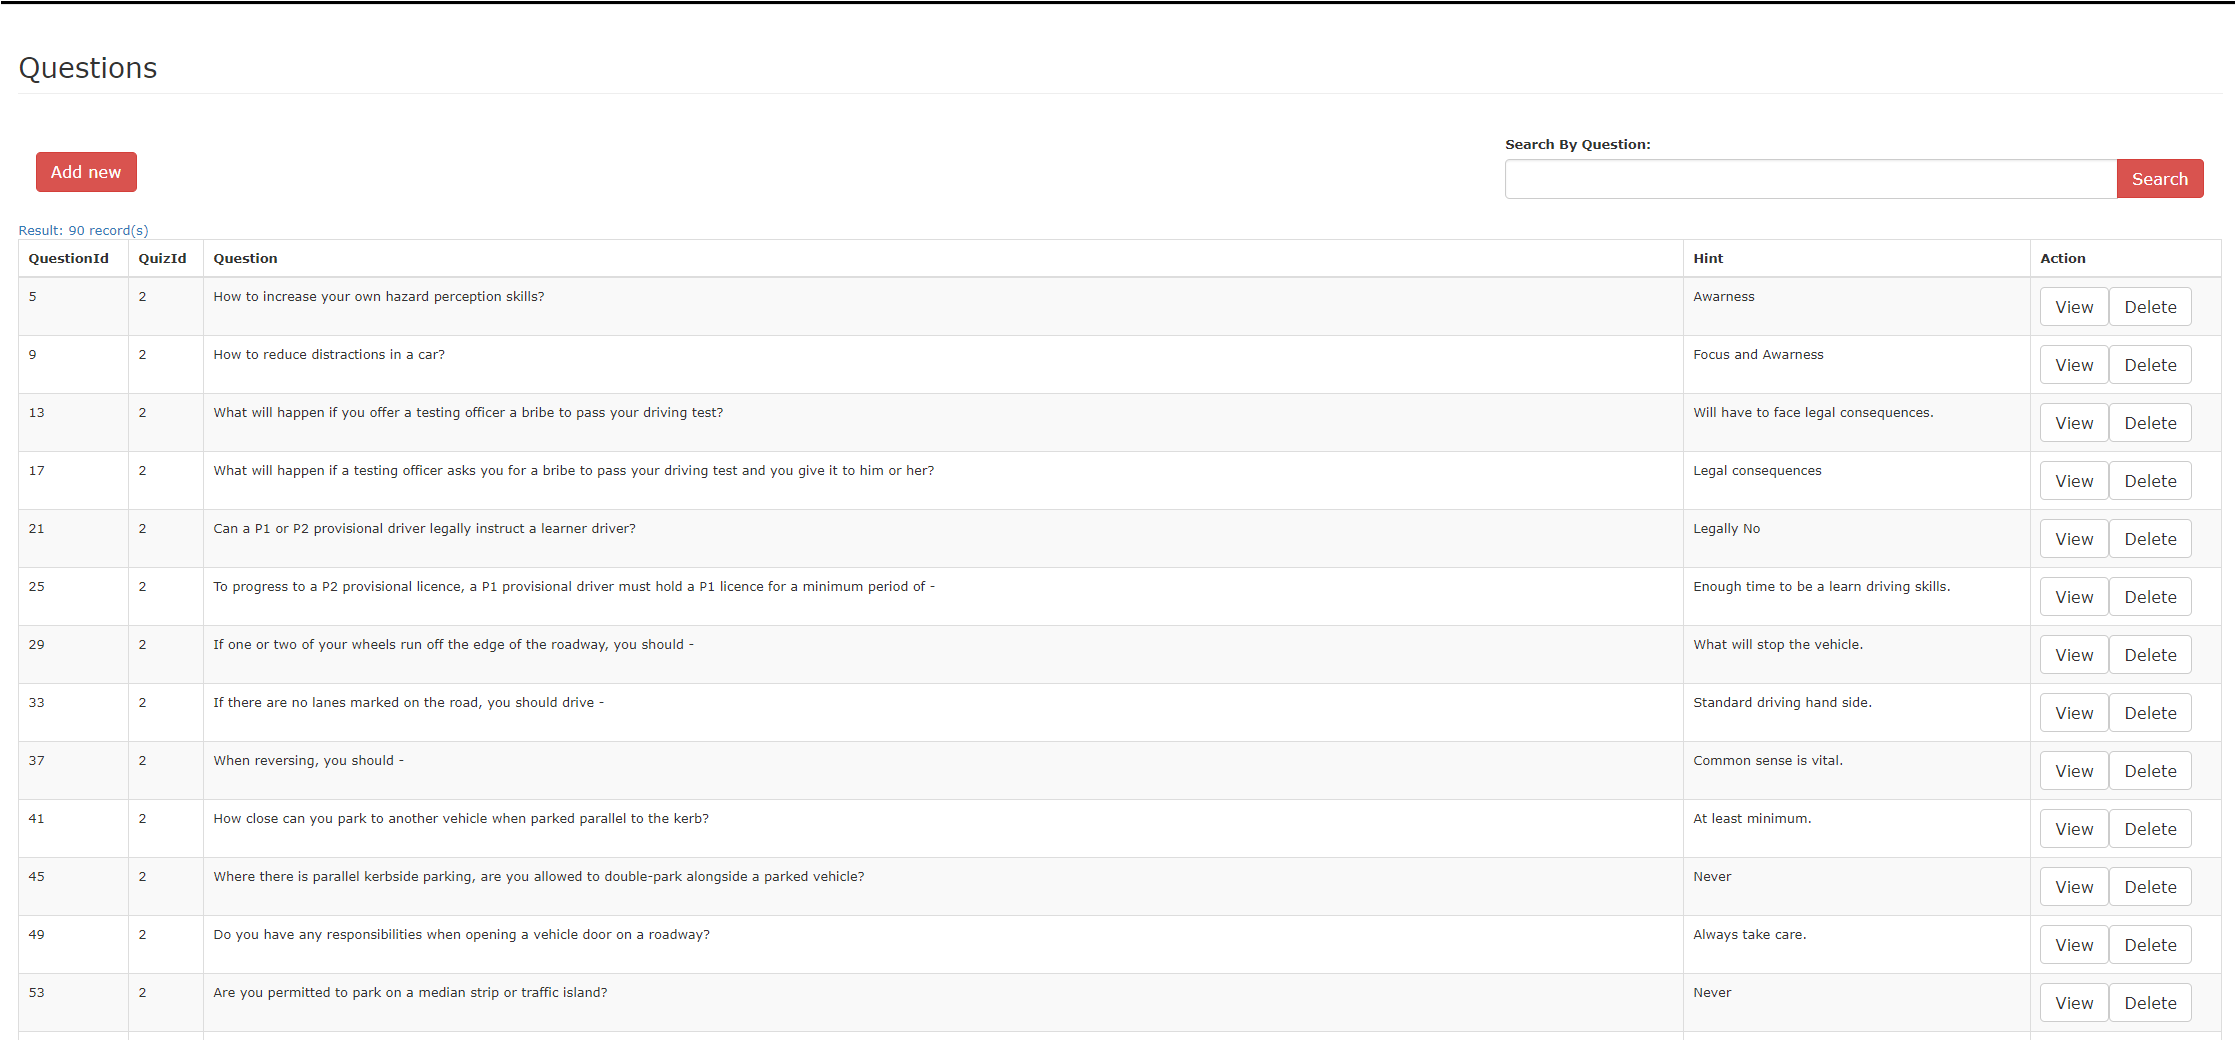 Questions
Search By Question:
Add new
Search
Result: 90 record(s)
QuestionId QuizId Question Hint Action
5 2 How to increase your own hazard perception skills? Awarness View Delete
9 2 How to reduce distractions in a car? Focus and Awarness View Delete
13 2 What will happen if you offer a testing officer a bribe to pass your driving test? Will have to face legal consequences. View Delete
17 2 What will happen if a testing officer asks you for a bribe to pass your driving test and you give it to him or her? Legal consequences View Delete
21 2 Can a P1 or P2 provisional driver legally instruct a learner driver? Legally No View Delete
25 2 To progress to a P2 provisional licence, a P1 provisional driver must hold a P1 licence for a minimum period of - Enough time to be a learn driving skills. View Delete
29 2 If one or two of your wheels run off the edge of the roadway, you should - What will stop the vehicle. View Delete
33 2 If there are no lanes marked on the road, you should drive - Standard driving hand side. View Delete
37 2 When reversing, you should - Common sense is vital. View Delete
41 2 How close can you park to another vehicle when parked parallel to the kerb? At least minimum. View Delete
45 2 Where there is parallel kerbside parking, are you allowed to double-park alongside a parked vehicle? Never View Delete
49 2 Do you have any responsibilities when opening a vehicle door on a roadway? Always take care. View Delete
53 2 Are you permitted to park on a median strip or traffic island? Never View Delete